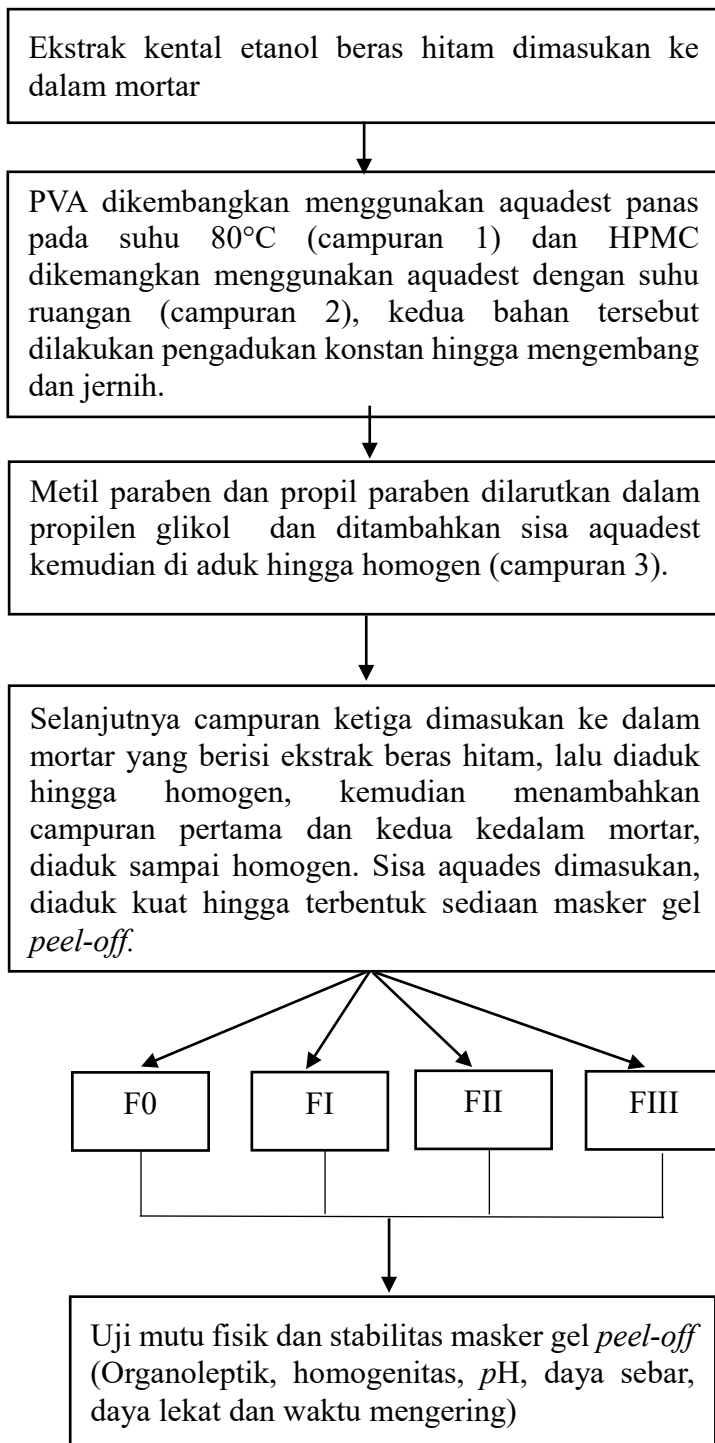 Ekstrak kental etanol beras hitam dimasukan ke
dalam mortar
PVA dikembangkan menggunakan aquadest panas
pada suhu 80°C (campuran 1) dan HPMC
dikemangkan menggunakan aquadest dengan suhu
ruangan (campuran 2), kedua bahan tersebut
dilakukan pengadukan konstan hingga mengembang
dan jernih.
Metil paraben dan propil paraben dilarutkan dalam
propilen glikol dan ditambahkan sisa aquadest
kemudian di aduk hingga homogen (campuran 3).
Selanjutnya campuran ketiga dimasukan ke dalam
mortar yang berisi ekstrak beras hitam, lalu diaduk
hingga homogen, kemudian menambahkan
campuran pertama dan kedua kedalam mortar,
diaduk sampai homogen. Sisa aquades dimasukan,
diaduk kuat hingga terbentuk sediaan masker gel
peel-off.
F0 FI FII FIII
Uji mutu fisik dan stabilitas masker gel peel-off
(Organoleptik, homogenitas, pH, daya sebar,
daya lekat dan waktu mengering)